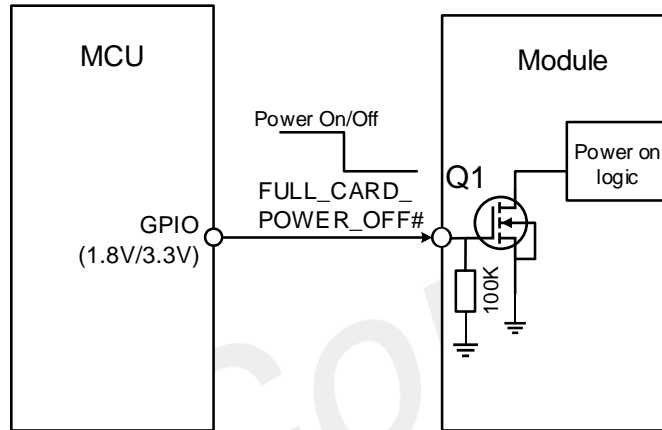 MCU
Module
Power On/Off
Power on
logic
Q1
FULL_CARD_
POWER_OFF#
GPIO
(1.8V/3.3V)
100K